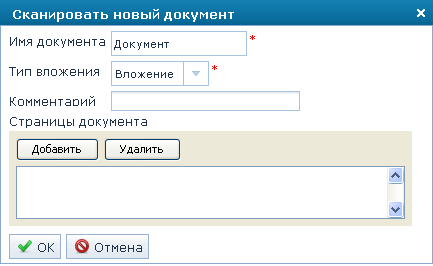 Сканировать новый документ
Имя документа Документ *
Тип вложения Вложение *
Комментарий
Страницы документа
Добавить Удалить
OK Отмена